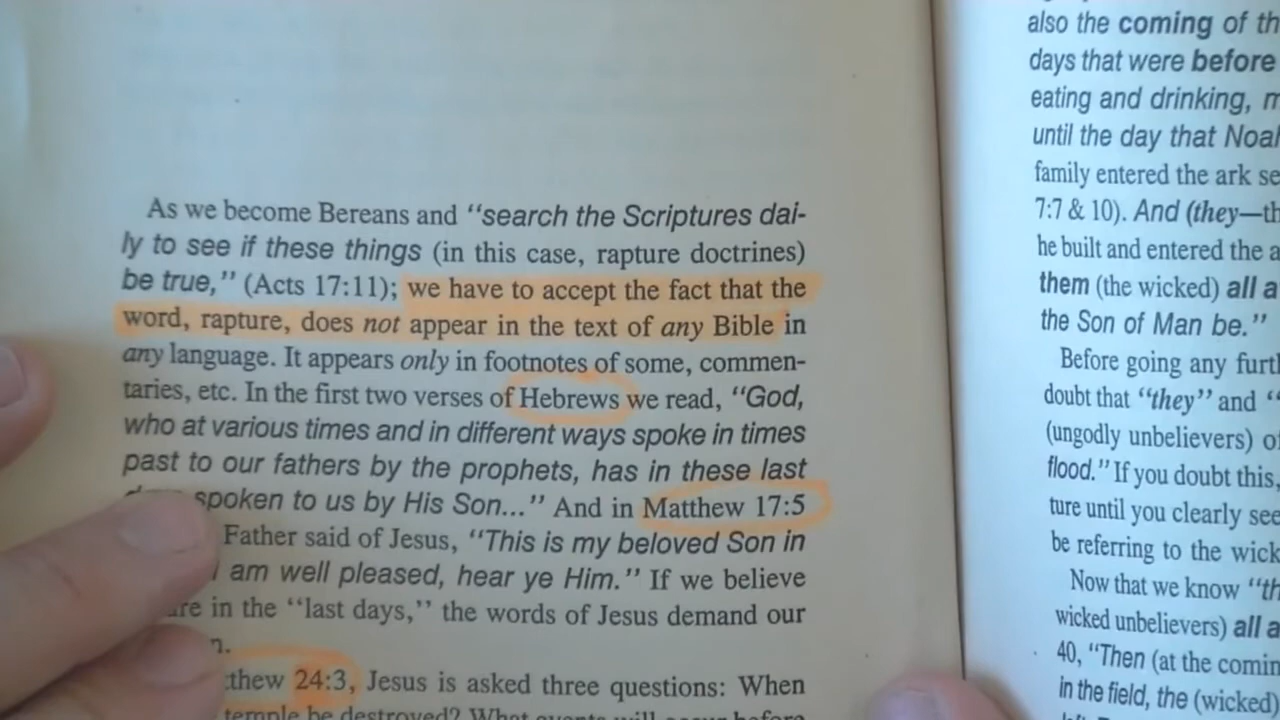 As we become Bereans and “search the Scriptures dai-
ly to see if these things (in this case, rapture doctrines)
be true,” (Acts 17:11); we have to accept the fact that the
word, rapture, does not appear in the text of any Bible in
any language. It appears only in footnotes of some, commen-
taries, etc. In the first two verses of Hebrews we read, “God,
who at various times and in different ways spoke in times
past to our fathers by the prophets, has in these last
spoken to us by His Son...” And in Matthew 17:5
Father said of Jesus, “This is my beloved Son in
am well pleased, hear ye Him.” If we believe
in the “last days,” the words of Jesus demand our
24:3, Jesus is asked three questions: When
temple be destroyed? What events will occur before
also the coming of
days that were before
eating and drinking,
until the day that
family entered the ark
7:7 & 10). And (they—
he built and entered the
them (the wicked) all
the Son of Man be.”
Before going any
doubt that “they” and
(ungodly unbelievers)
flood.” If you doubt this,
until you clearly
be referring to the
Now that we know
wicked unbelievers) all
40, “Then (at the
in the field, the (wicked)